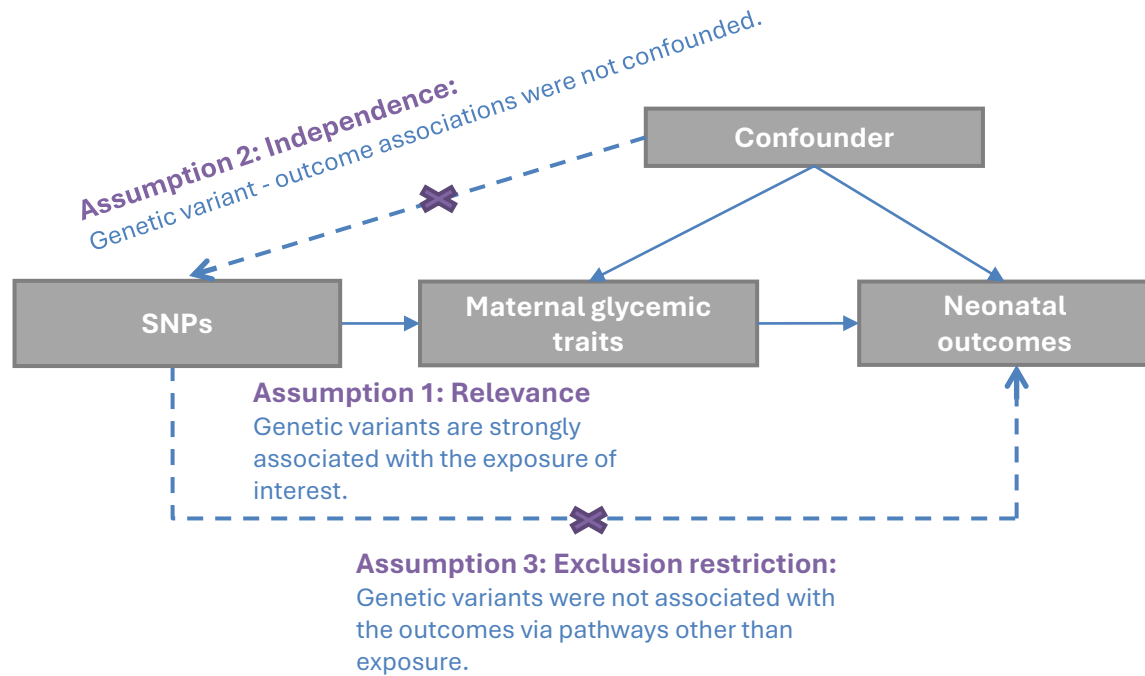 Assumption 2: Independence:
Genetic variant - outcome associations were not confounded.
Confounder
SNPs
Maternal glycemic
traits
Neonatal
outcomes
Assumption 1: Relevance
Genetic variants are strongly
associated with the exposure of
interest.
Assumption 3: Exclusion restriction:
Genetic variants were not associated with
the outcomes via pathways other than
exposure.